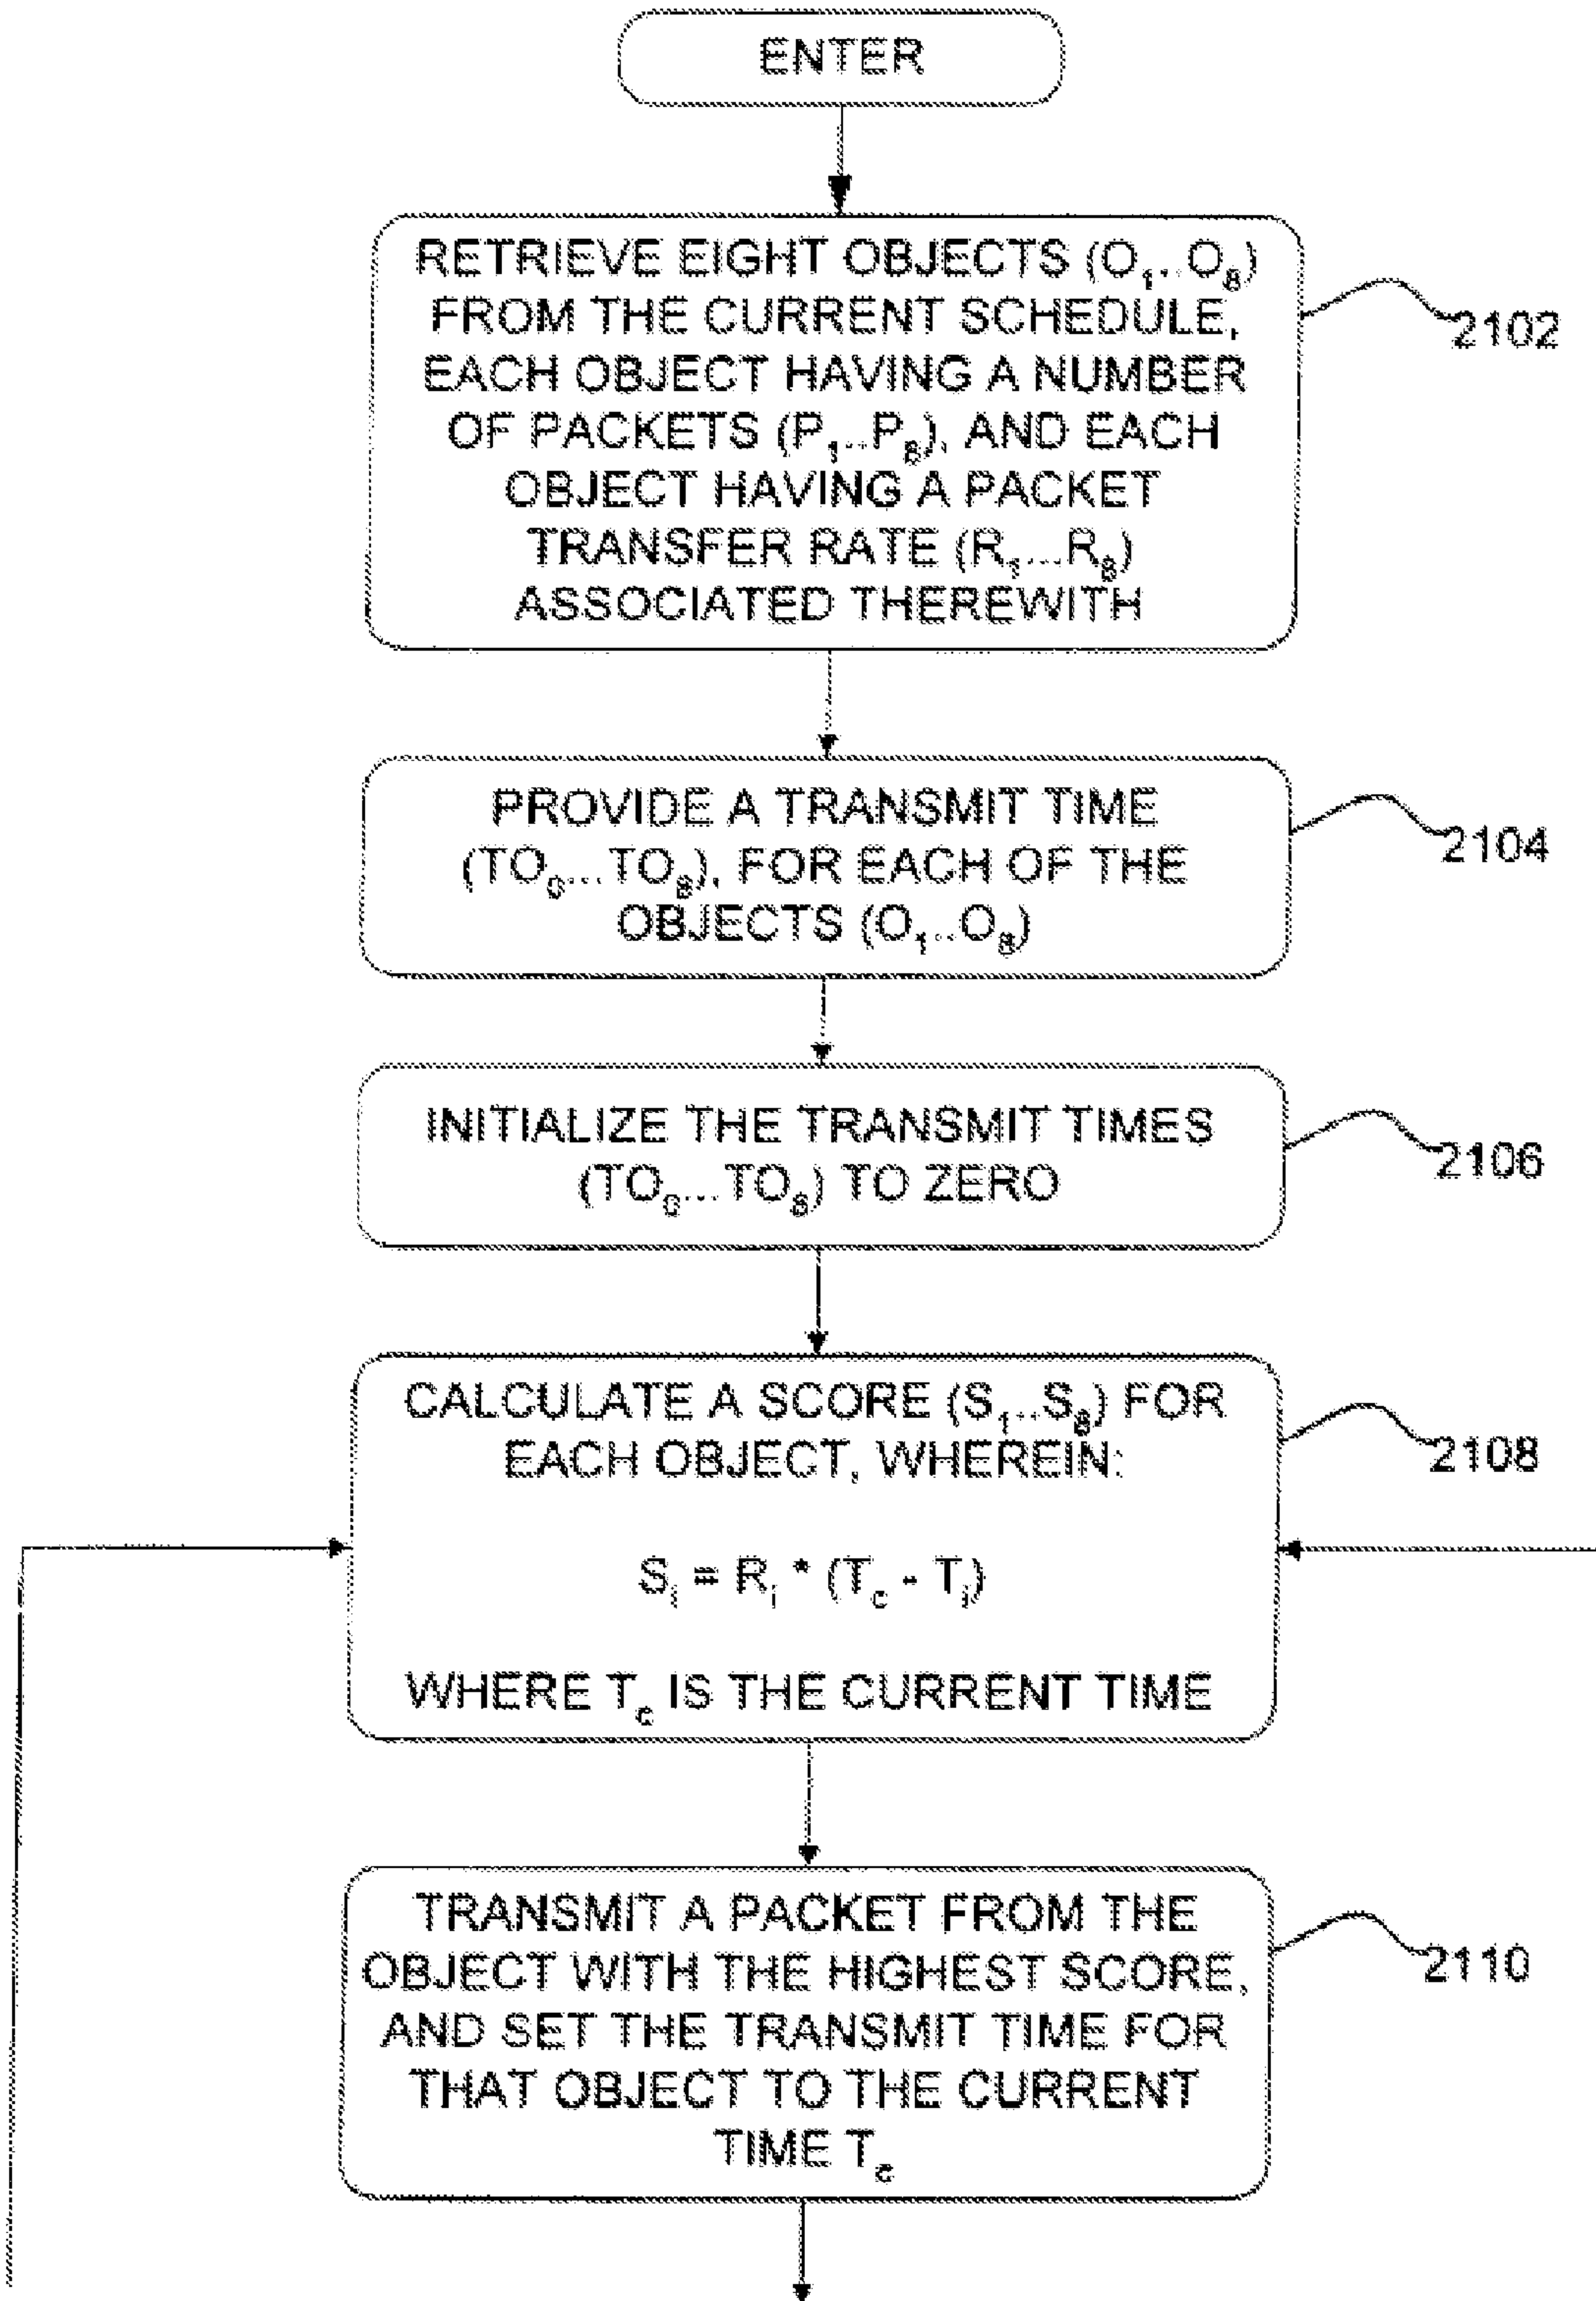 ENTER
RETRIEVE EIGHT OBJECTS (O₁..O₈)
FROM THE CURRENT SCHEDULE,
EACH OBJECT HAVING A NUMBER
OF PACKETS (P₁..P₈), AND EACH
OBJECT HAVING A PACKET
TRANSFER RATE (R₁...R₈)
ASSOCIATED THEREWITH
2102
PROVIDE A TRANSMIT TIME
(TO₀...TO₈), FOR EACH OF THE
OBJECTS (O₁..O₈)
2104
INITIALIZE THE TRANSMIT TIMES
(TO₀...TO₈) TO ZERO
2106
CALCULATE A SCORE (S₁..S₈) FOR
EACH OBJECT, WHEREIN:
Sᵢ = Rᵢ * (T_c - Tᵢ)
WHERE T_c IS THE CURRENT TIME
2108
TRANSMIT A PACKET FROM THE
OBJECT WITH THE HIGHEST SCORE,
AND SET THE TRANSMIT TIME FOR
THAT OBJECT TO THE CURRENT
TIME T_c
2110